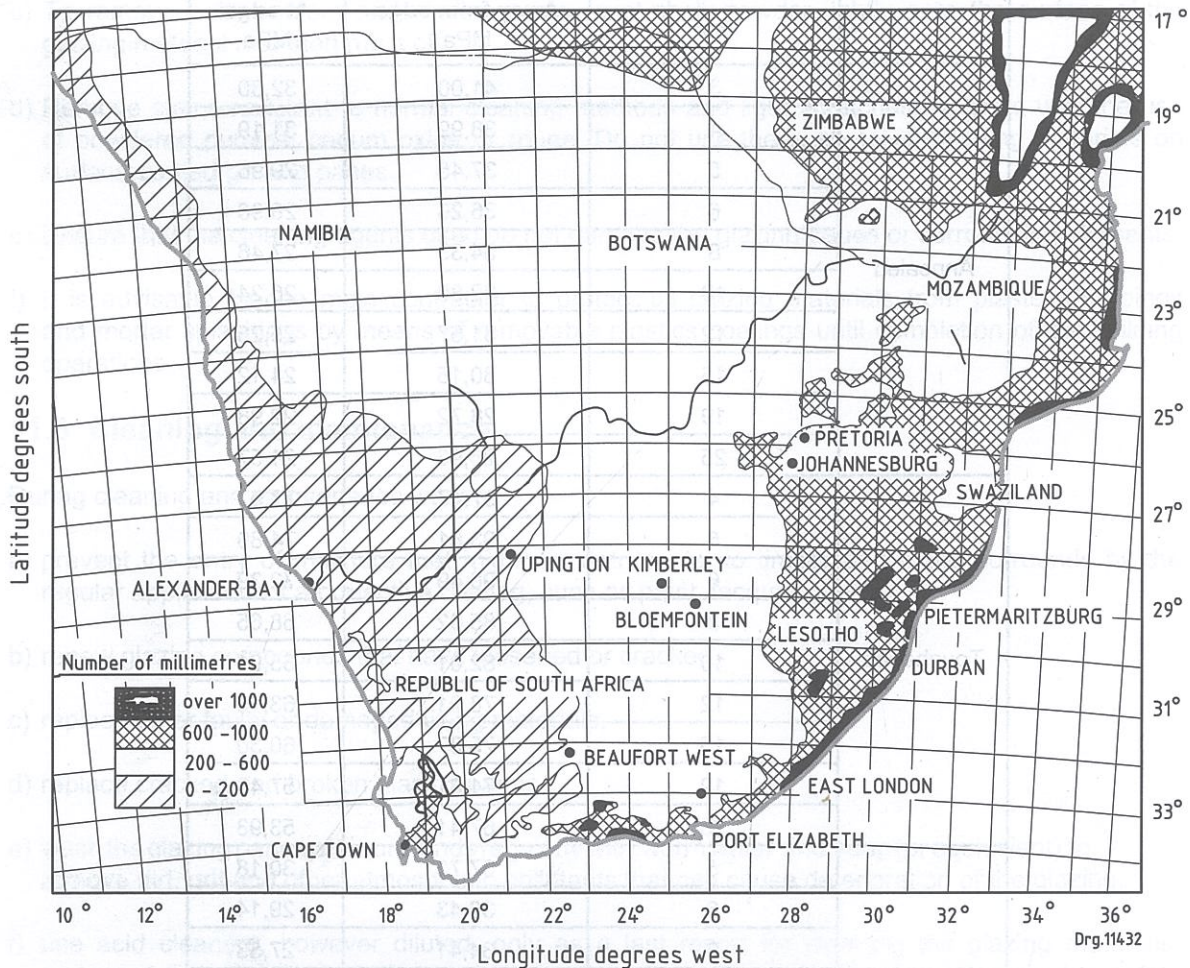 17°
ZIMBABWE
19°
21°
NAMIBIA
BOTSWANA
MOZAMBIQUE
25°
PRETORIA
JOHANNESBURG
SWAZILAND
27°
UPINGTON KIMBERLEY
ALEXANDER BAY
29°
PIETERMARITZBURG
BLOEMFONTEIN
LESOTHO
DURBAN
Number of millimetres
REPUBLIC OF SOUTH AFRICA
over 1000
31°
600 -1000
200 - 600
BEAUFORT WEST
0 -200
EAST LONDON
33°
PORT ELIZABETH
CAPE TOWN
10° 12° 14° 16° 18° 20° 22° 24° 26° 28° 30° 32° 34° 36°
Drg.11432
Longitude degrees west
Latitude degrees south